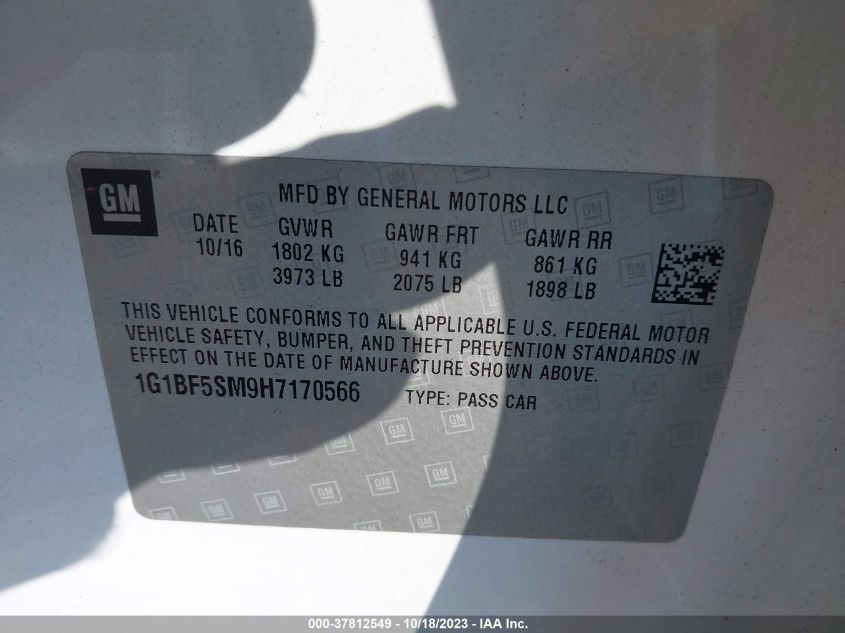 GM
MFD BY GENERAL MOTORS LLC
DATE GVWR GAWR FRT GAWR RR
10/16 1802 KG 941 KG 861 KG
3973 LB 2075 LB 1898 LB
THIS VEHICLE CONFORMS TO ALL APPLICABLE U.S. FEDERAL MOTOR
VEHICLE SAFETY, BUMPER, AND THEFT PREVENTION STANDARDS IN
EFFECT ON THE DATE OF MANUFACTURE SHOWN ABOVE.
1G1BF5SM9H7170566 TYPE: PASS CAR
000-37812549 - 10/18/2023 - IAA Inc.